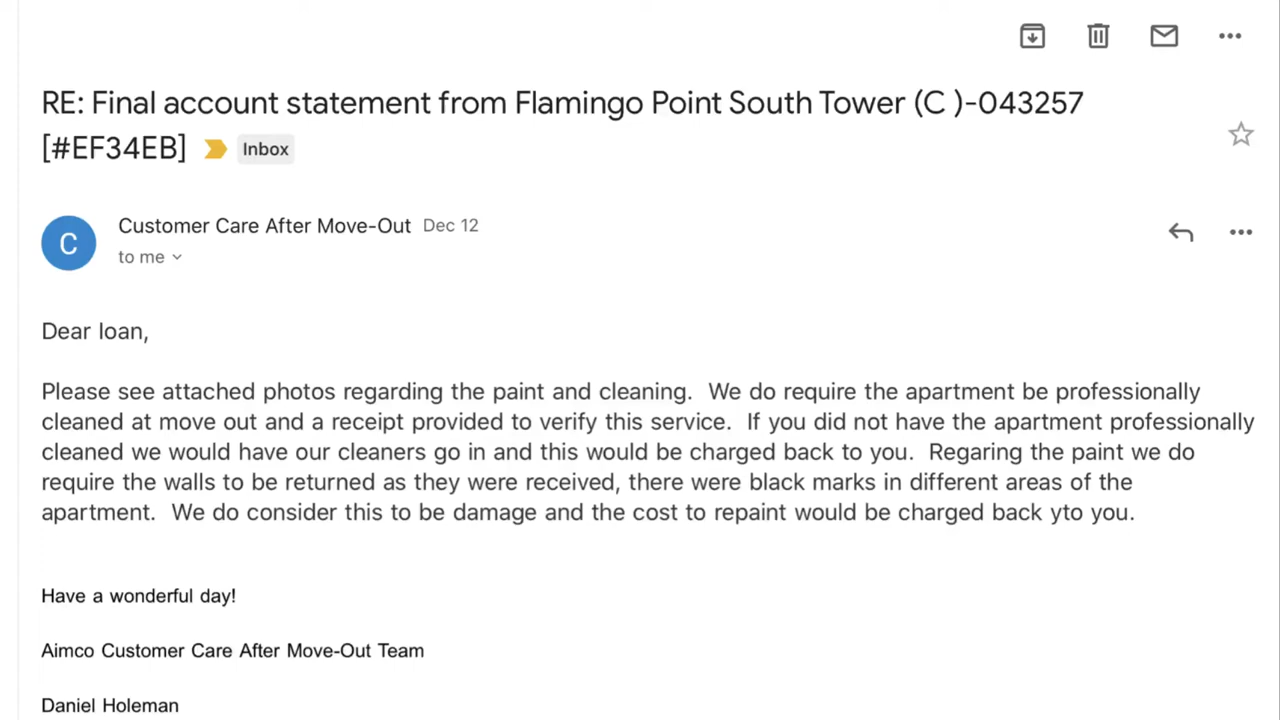 RE: Final account statement from Flamingo Point South Tower (C )-043257
[#EF34EB] Inbox
Customer Care After Move-Out Dec 12
C
to me
Dear Ioan,
Please see attached photos regarding the paint and cleaning. We do require the apartment be professionally
cleaned at move out and a receipt provided to verify this service. If you did not have the apartment professionally
cleaned we would have our cleaners go in and this would be charged back to you. Regaring the paint we do
require the walls to be returned as they were received, there were black marks in different areas of the
apartment. We do consider this to be damage and the cost to repaint would be charged back yto you.
Have a wonderful day!
Aimco Customer Care After Move-Out Team
Daniel Holeman